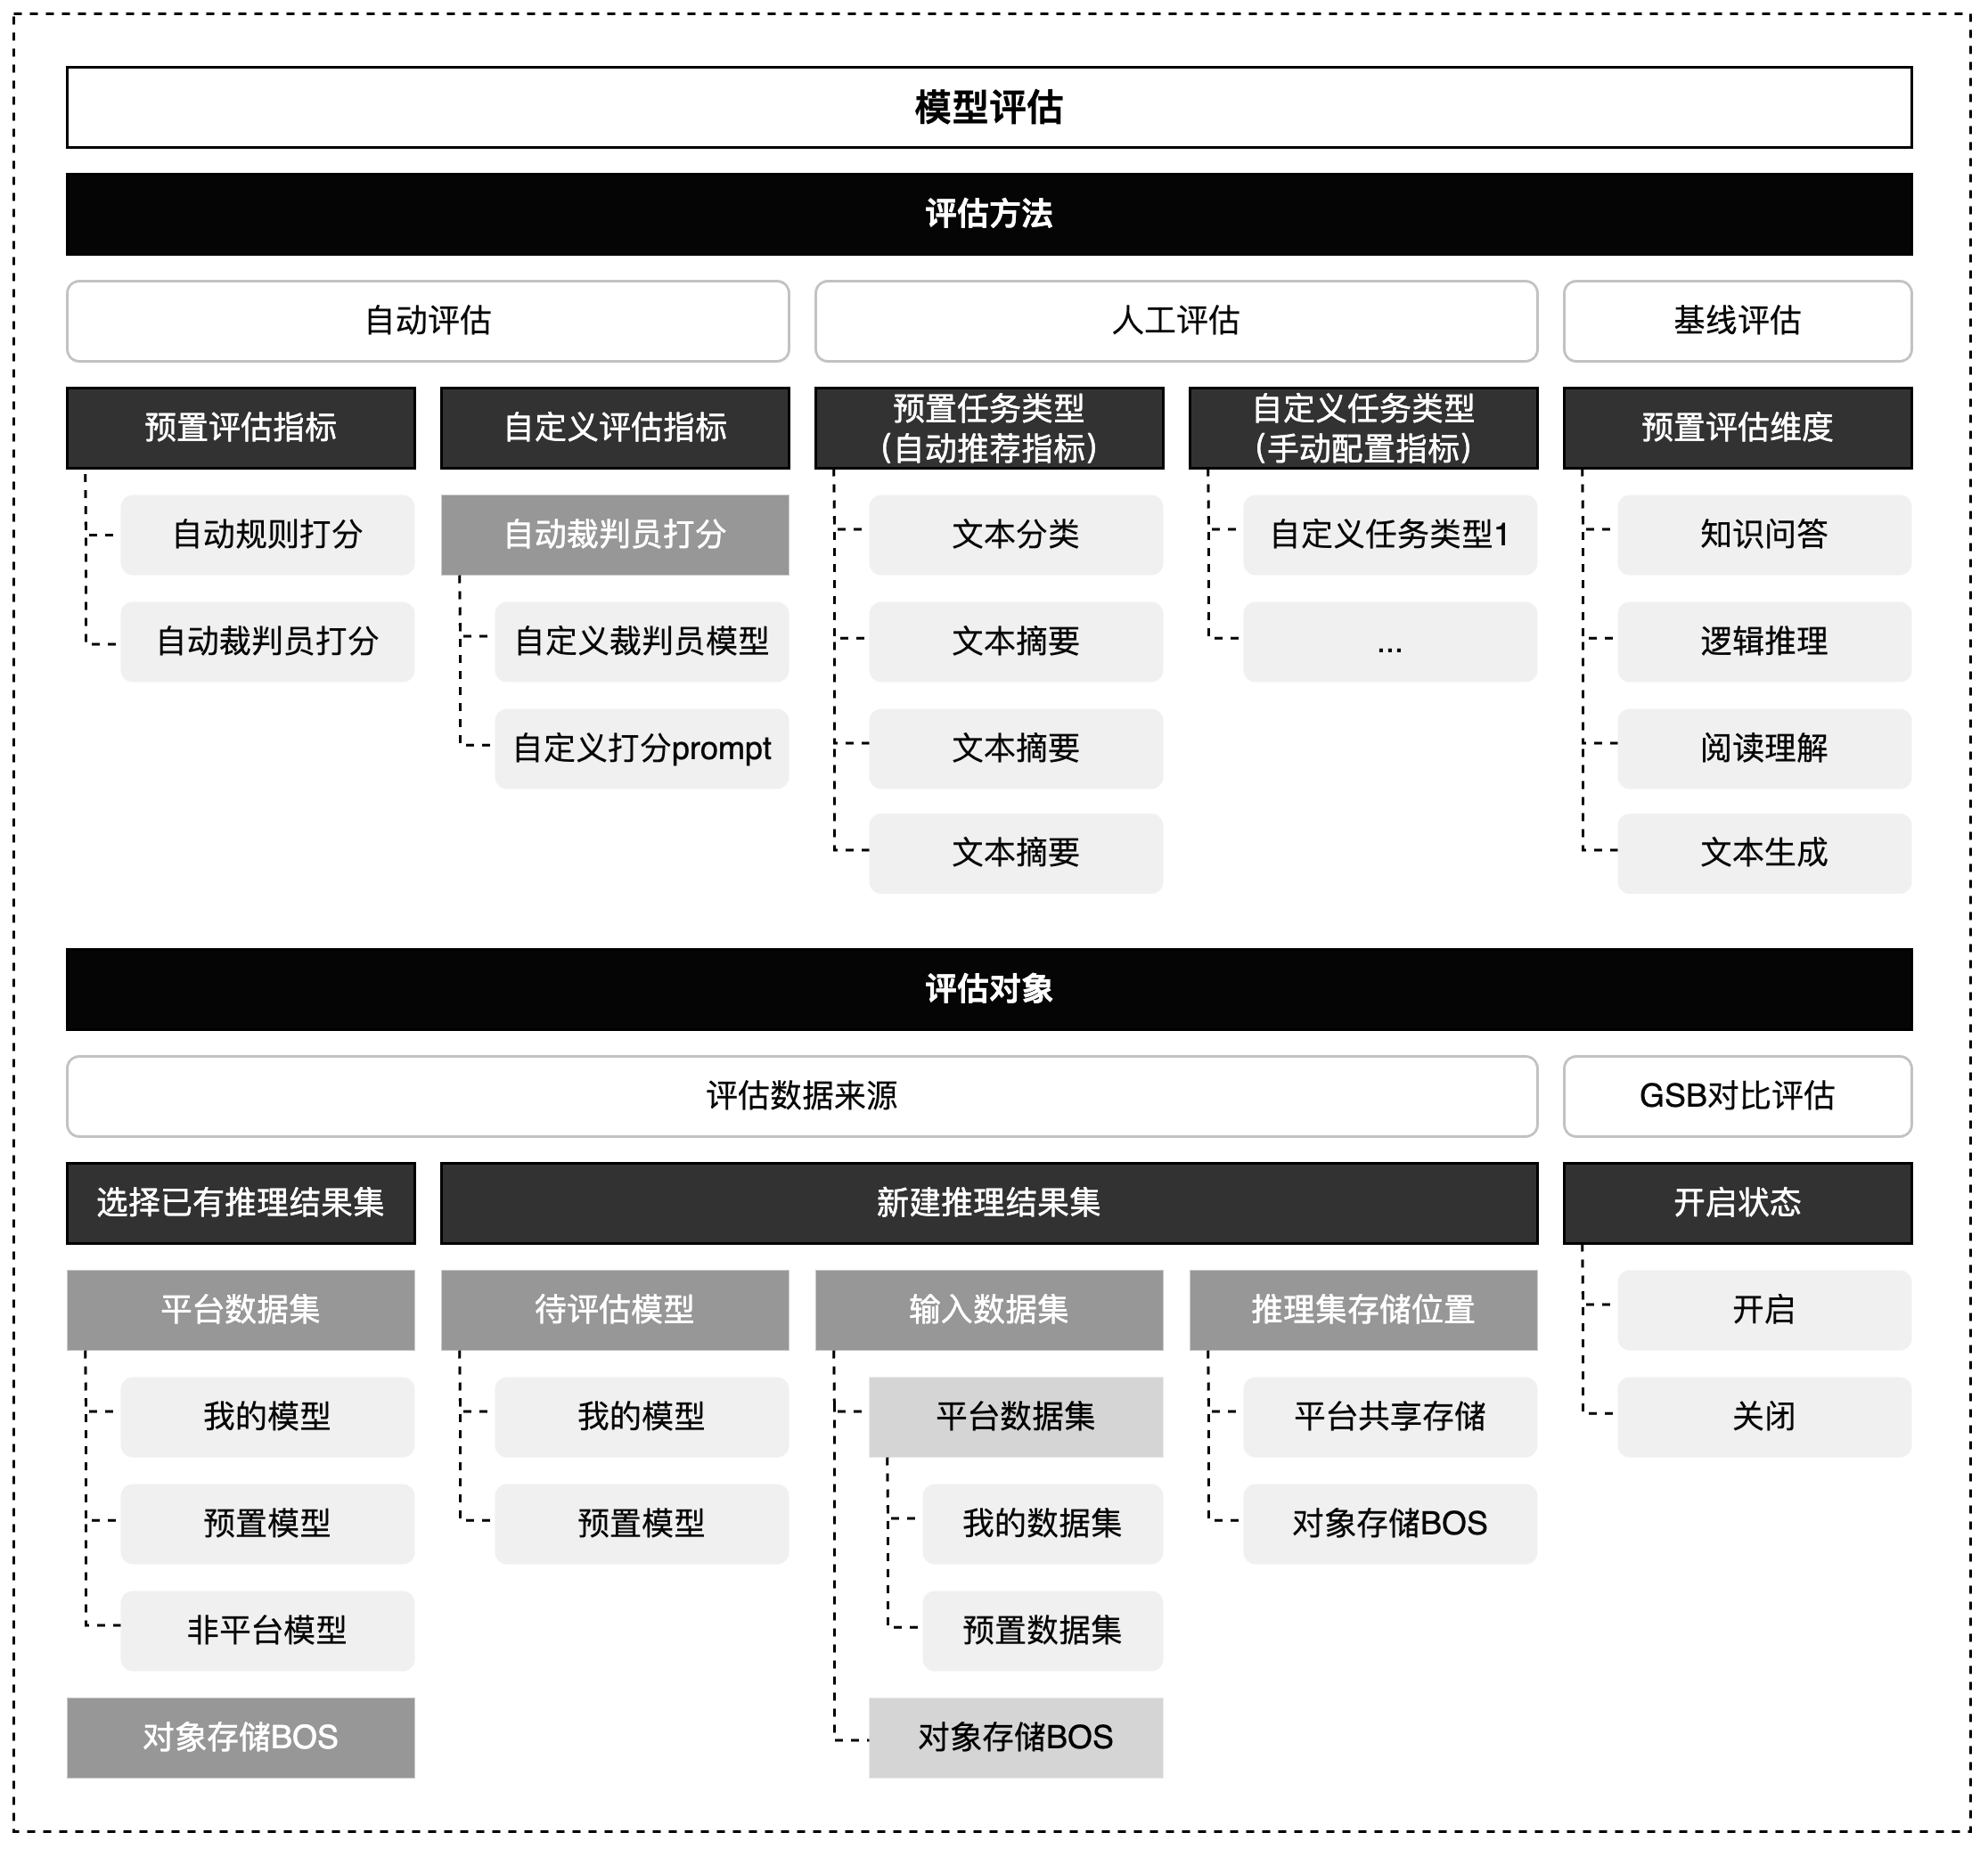 模型评估
评估方法
自动评估
人工评估
基线评估
预置评估指标
自定义评估指标
预置任务类型
(自动推荐指标)
自定义任务类型
(手动配置指标)
预置评估维度
自动规则打分
自动裁判员打分
文本分类
自定义任务类型1
知识问答
自动裁判员打分
自定义裁判员模型
文本摘要
...
逻辑推理
自定义打分prompt
文本摘要
阅读理解
文本摘要
文本生成
评估对象
评估数据来源
GSB对比评估
选择已有推理结果集
新建推理结果集
开启状态
平台数据集
待评估模型
输入数据集
推理集存储位置
开启
我的模型
我的模型
平台数据集
平台共享存储
关闭
预置模型
预置模型
我的数据集
对象存储BOS
非平台模型
预置数据集
对象存储BOS
对象存储BOS